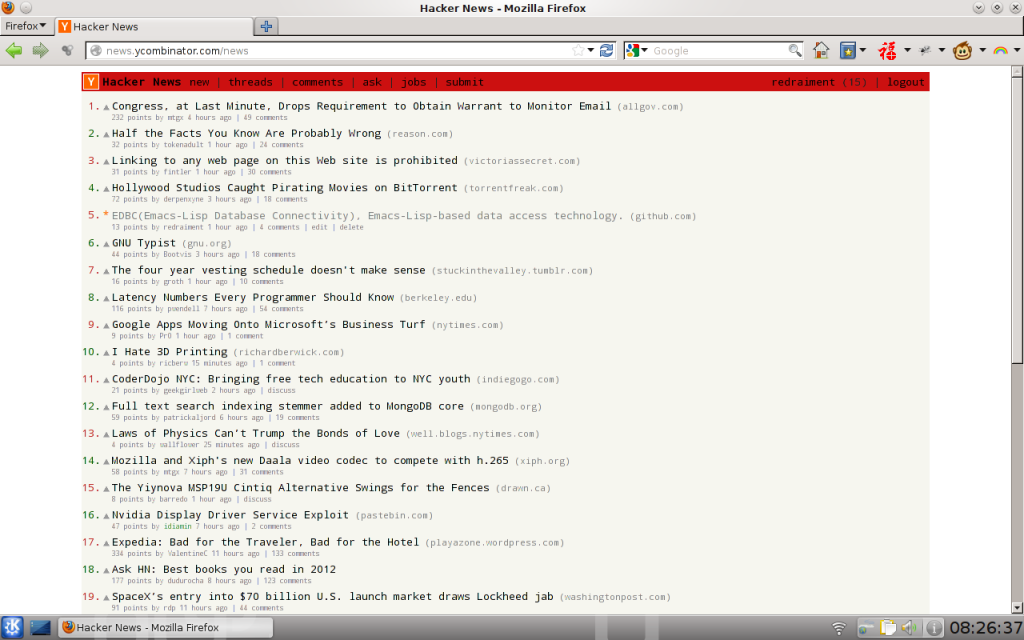 Hacker News - Mozilla Firefox
Firefox
Y Hacker News
news.ycombinator.com/news
Google
Y Hacker News new | threads | comments | ask | jobs | submit redraiment (15) | logout
1. Congress, at Last Minute, Drops Requirement to Obtain Warrant to Monitor Email (allgov.com)
232 points by mtgx 4 hours ago | 49 comments
2. Half the Facts You Know Are Probably Wrong (reason.com)
32 points by tokenadult 1 hour ago | 24 comments
3. Linking to any web page on this Web site is prohibited (victoriassecret.com)
31 points by fintler 1 hour ago | 30 comments
4. Hollywood Studios Caught Pirating Movies on BitTorrent (torrentfreak.com)
72 points by derpenxyne 3 hours ago | 18 comments
5. * EDBC(Emacs-Lisp Database Connectivity), Emacs-Lisp-based data access technology. (github.com)
13 points by redraiment 1 hour ago | 4 comments | edit | delete
6. GNU Typist (gnu.org)
44 points by Bootvis 3 hours ago | 18 comments
7. The four year vesting schedule doesn't make sense (stuckinthevalley.tumblr.com)
16 points by groth 1 hour ago | 10 comments
8. Latency Numbers Every Programmer Should Know (berkeley.edu)
116 points by pwendell 7 hours ago | 54 comments
9. Google Apps Moving Onto Microsoft's Business Turf (nytimes.com)
9 points by Pr0 1 hour ago | 1 comment
10. I Hate 3D Printing (richardberwick.com)
4 points by ricberw 15 minutes ago | 1 comment
11. CoderDojo NYC: Bringing free tech education to NYC youth (indiegogo.com)
21 points by geekgirlweb 2 hours ago | discuss
12. Full text search indexing stemmer added to MongoDB core (mongodb.org)
59 points by patrickaljord 6 hours ago | 19 comments
13. Laws of Physics Can't Trump the Bonds of Love (well.blogs.nytimes.com)
4 points by wallflower 25 minutes ago | discuss
14. Mozilla and Xiph's new Daala video codec to compete with h.265 (xiph.org)
58 points by mtgx 7 hours ago | 31 comments
15. The Yiynova MSP19U Cintiq Alternative Swings for the Fences (drawn.ca)
8 points by barredo 1 hour ago | discuss
16. Nvidia Display Driver Service Exploit (pastebin.com)
47 points by idiamin 7 hours ago | 2 comments
17. Expedia: Bad for the Traveler, Bad for the Hotel (playazone.wordpress.com)
334 points by ValentineC 11 hours ago | 133 comments
18. Ask HN: Best books you read in 2012
177 points by dudurocha 8 hours ago | 123 comments
19. SpaceX's entry into $70 billion U.S. launch market draws Lockheed jab (washingtonpost.com)
91 points by rdp 11 hours ago | 44 comments
Hacker News - Mozilla Firefox
08:26:37